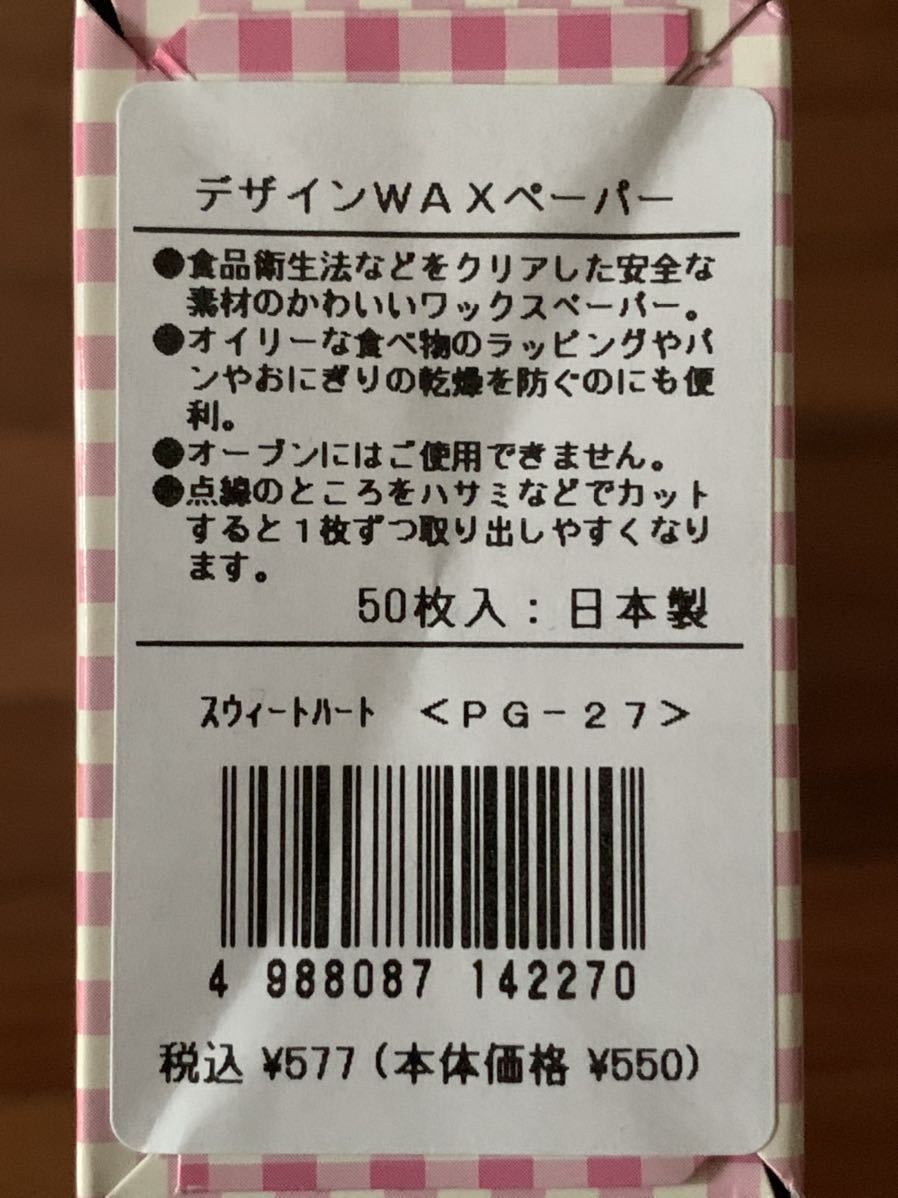 デザインＷＡＸペーパー
●食品衛生法などをクリアした安全な
素材のかわいいワックスペーパー。
●オイリーな食べ物のラッピングやパ
ンやおにぎりの乾燥を防ぐのにも便
利。
●オーブンにはご使用できません。
●点線のところをハサミなどでカット
すると１枚ずつ取り出しやすくなり
ます。
50枚入：日本製
ｽｳｨｰﾄﾊｰﾄ ＜ＰＧ－２７＞
4 988087 142270
税込 ¥577（本体価格 ¥550）